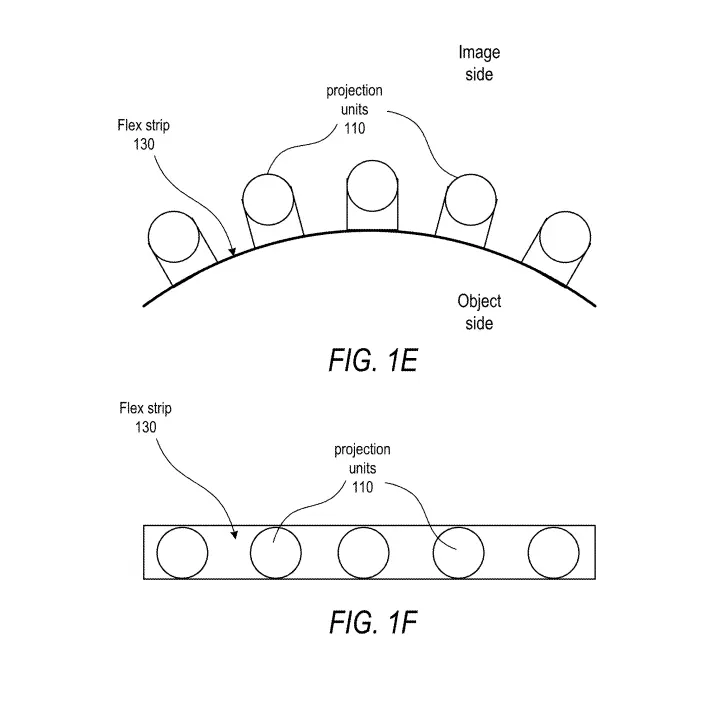 Image
side
projection
units
110
Flex strip
130
Object
side
FIG. 1E
Flex strip
130
projection
units
110
FIG. 1F